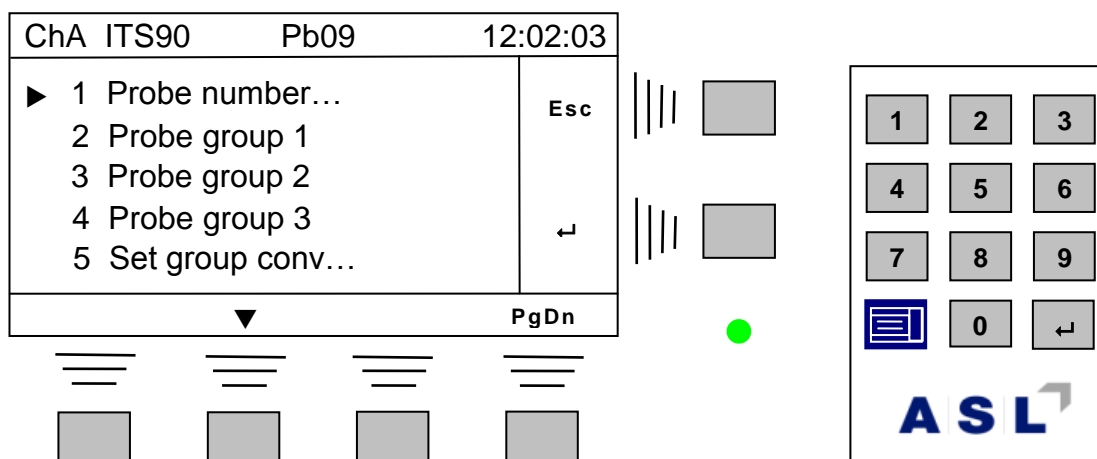 ChA ITS90 Pb09 12:02:03
▶ 1 Probe number…
2 Probe group 1
3 Probe group 2
4 Probe group 3
5 Set group conv…
Esc
↵
▼ PgDn
1 2 3
4 5 6
7 8 9
0 ↵
ASL